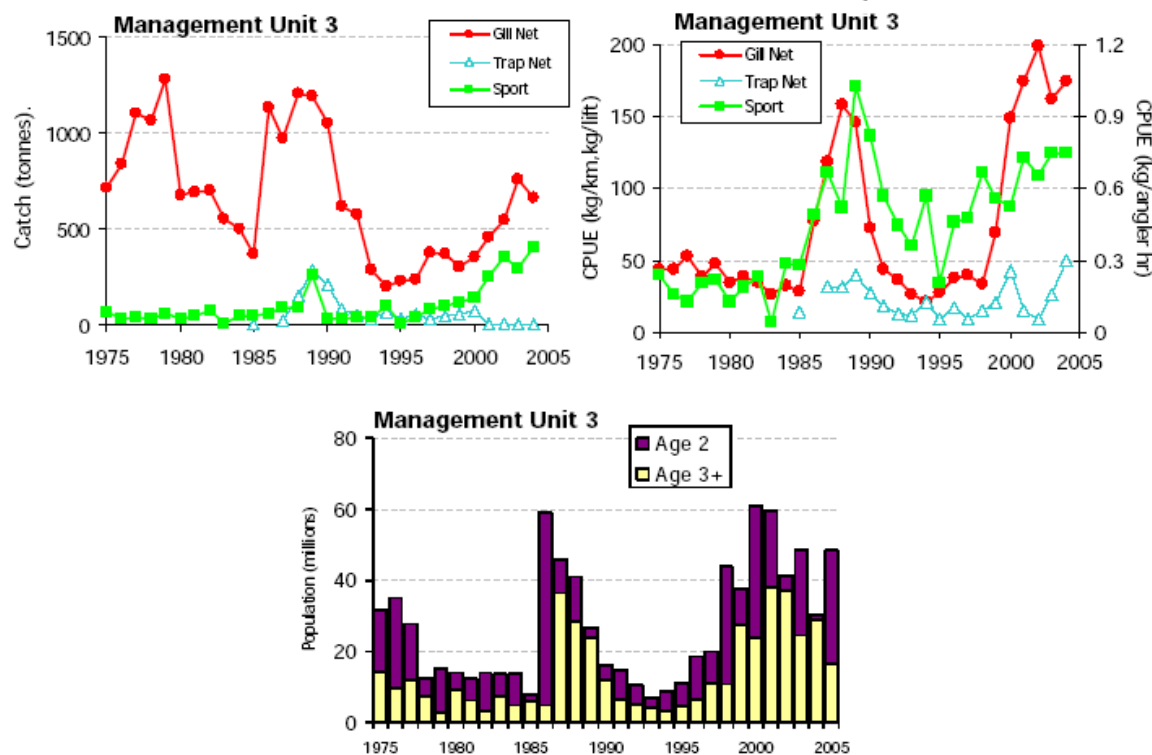 Management Unit 3
1500
1000
500
0
Catch (tonnes).
Gill Net
Trap Net
Sport
1975 1980 1985 1990 1995 2000 2005
Management Unit 3
200
150
100
50
0
CPUE (kg/km,kg/lift)
Gill Net
Trap Net
Sport
1.2
0.9
0.6
0.3
0
CPUE (kg/angler hr)
1975 1980 1985 1990 1995 2000 2005
Management Unit 3
80
60
40
20
0
Population (millions)
Age 2
Age 3+
1975 1980 1985 1990 1995 2000 2005